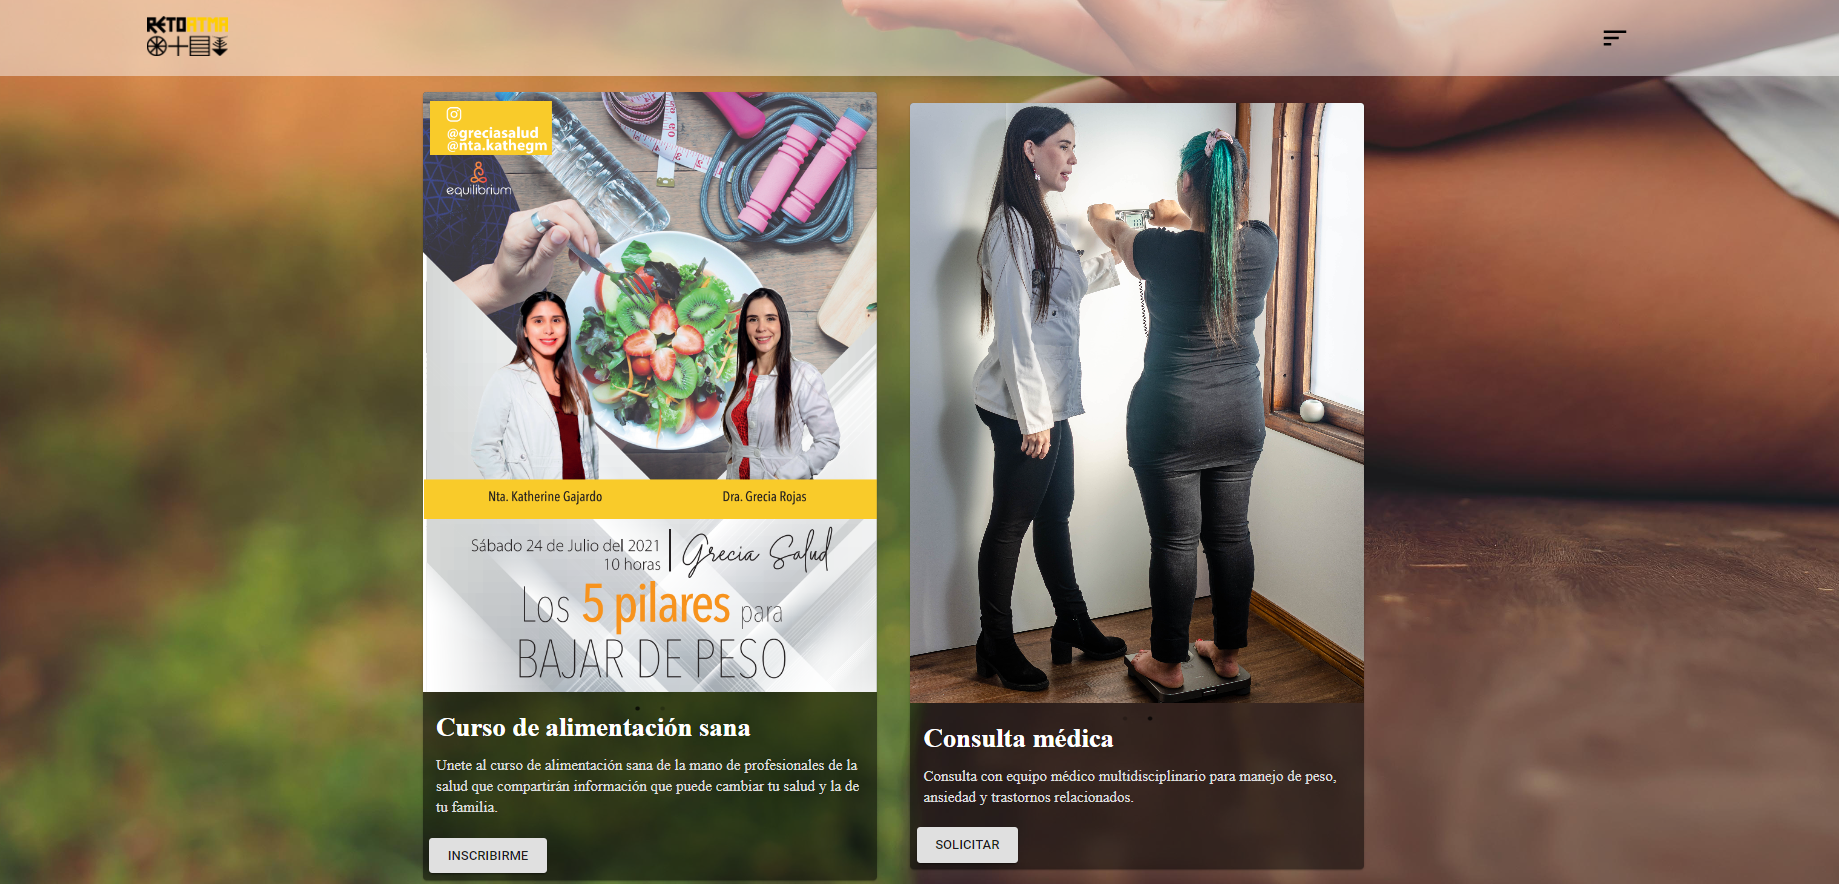 RETOATMA
@greciasalud
@nta.kathegm
equilibrium
Nta. Katherine Gajardo
Dra. Grecia Rojas
Sábado 24 de Julio del 2021
10 horas
Grecia Salud
Los 5 pilares para
BAJAR DE PESO
Curso de alimentación sana
Unete al curso de alimentación sana de la mano de profesionales de la
salud que compartirán información que puede cambiar tu salud y la de
tu familia.
INSCRIBIRME
Consulta médica
Consulta con equipo médico multidisciplinario para manejo de peso,
ansiedad y trastornos relacionados.
SOLICITAR